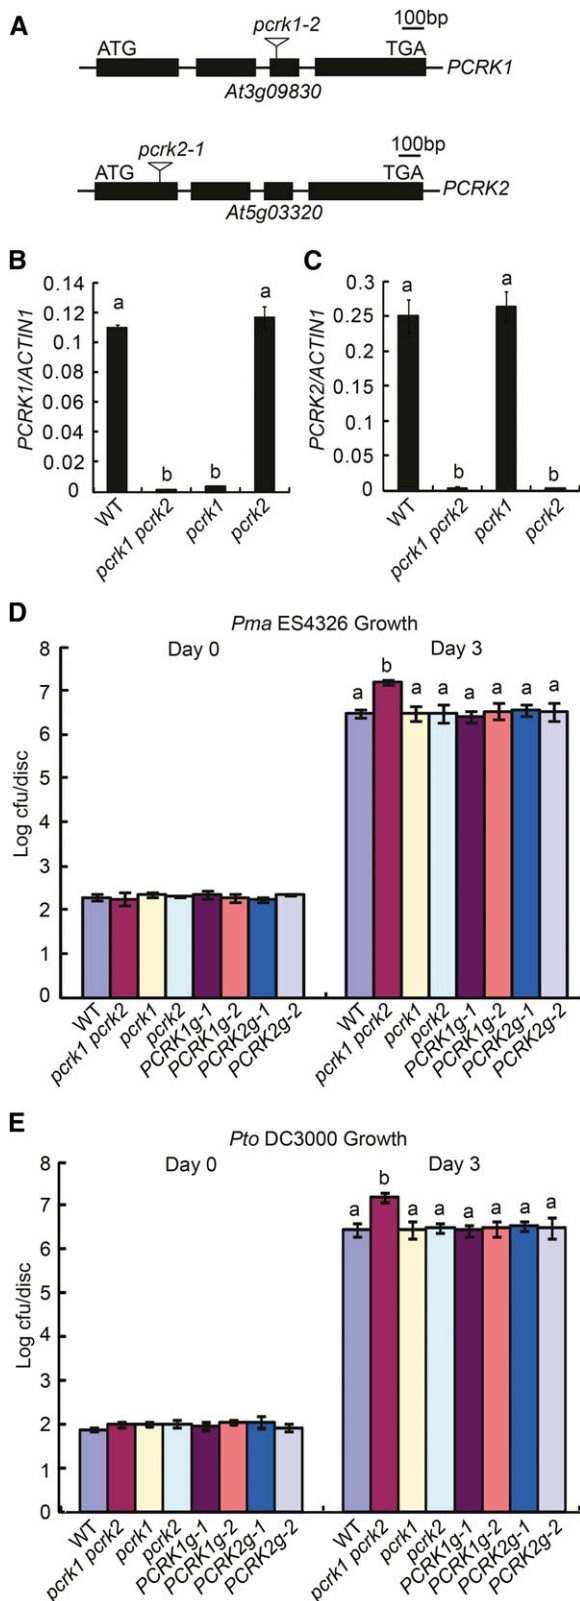 A
pcrk1-2
100bp
ATG
TGA
PCRK1
At3g09830
pcrk2-1
100bp
ATG
TGA
PCRK2
At5g03320
B
PCRK1/ACTIN1
0.14
0.12
0.1
0.08
0.06
0.04
0.02
0
a
b
b
a
WT
pcrk1 pcrk2
pcrk1
pcrk2
C
PCRK2/ACTIN1
0.3
0.25
0.2
0.15
0.1
0.05
0
a
b
a
b
WT
pcrk1 pcrk2
pcrk1
pcrk2
D
Pma ES4326 Growth
Day 0
Day 3
Log cfu/disc
8
7
6
5
4
3
2
1
0
a b a a a a a a
WT
pcrk1 pcrk2
pcrk1
pcrk2
PCRK1g-1
PCRK1g-2
PCRK2g-1
PCRK2g-2
WT
pcrk1 pcrk2
pcrk1
pcrk2
PCRK1g-1
PCRK1g-2
PCRK2g-1
PCRK2g-2
E
Pto DC3000 Growth
Day 0
Day 3
Log cfu/disc
8
7
6
5
4
3
2
1
0
a b a a a a a a
WT
pcrk1 pcrk2
pcrk1
pcrk2
PCRK1g-1
PCRK1g-2
PCRK2g-1
PCRK2g-2
WT
pcrk1 pcrk2
pcrk1
pcrk2
PCRK1g-1
PCRK1g-2
PCRK2g-1
PCRK2g-2